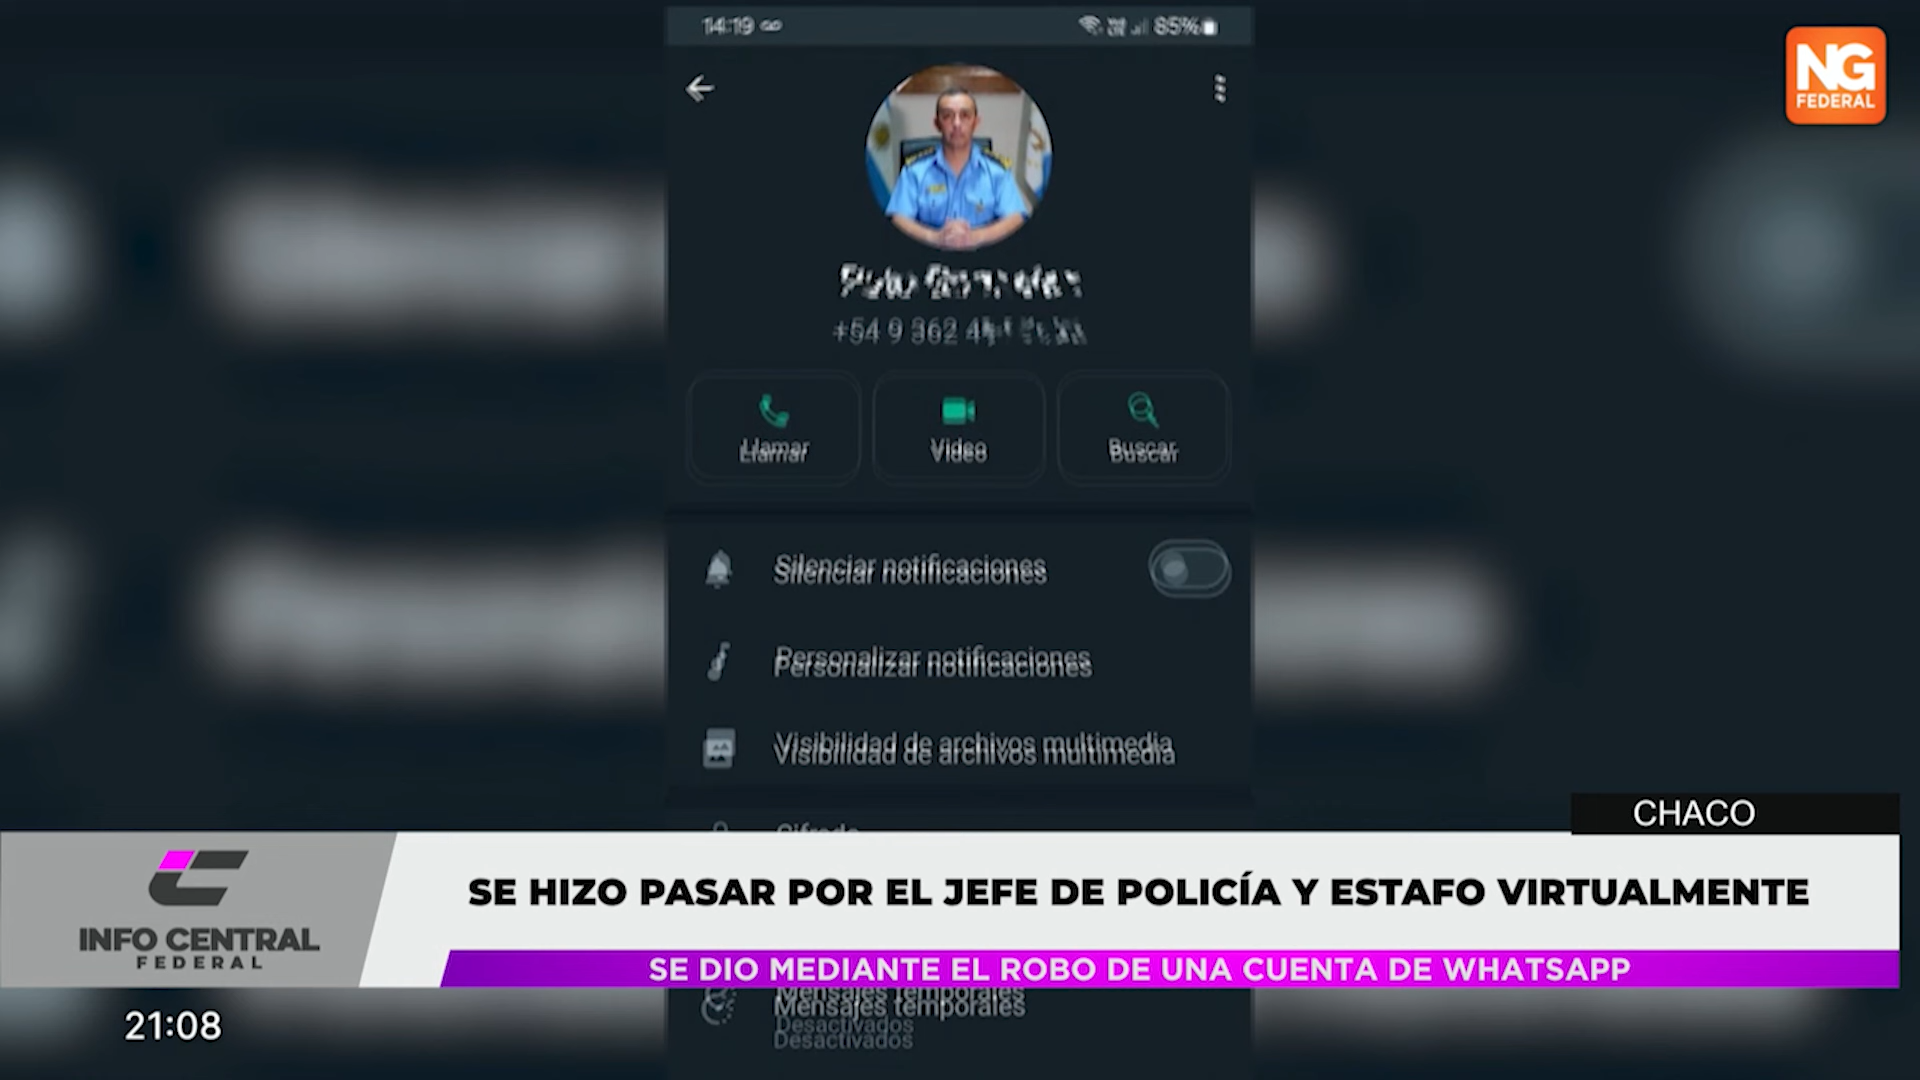 14:19
85%
NG
FEDERAL
+54 9 362
Llamar
Video
Buscar
Silenciar notificaciones
Personalizar notificaciones
Visibilidad de archivos multimedia
CHACO
SE HIZO PASAR POR EL JEFE DE POLICÍA Y ESTAFO VIRTUALMENTE
INFO CENTRAL
FEDERAL
SE DIO MEDIANTE EL ROBO DE UNA CUENTA DE WHATSAPP
Mensajes temporales
Desactivados
21:08